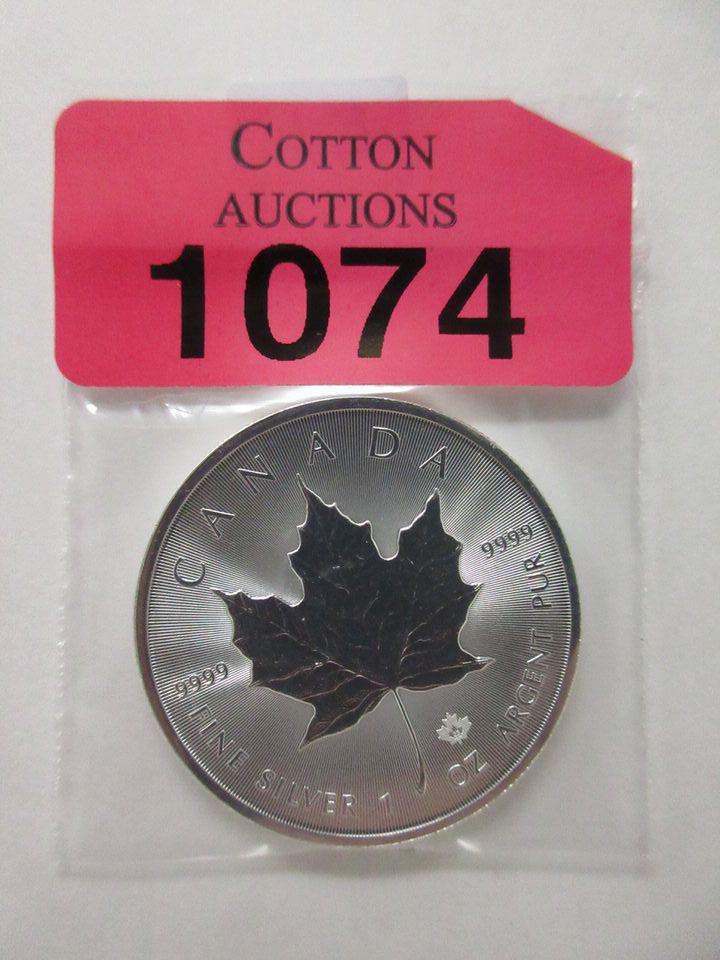 COTTON
AUCTIONS
1074
CANADA
9999
9999
FINE SILVER 1 OZ ARGENT PUR